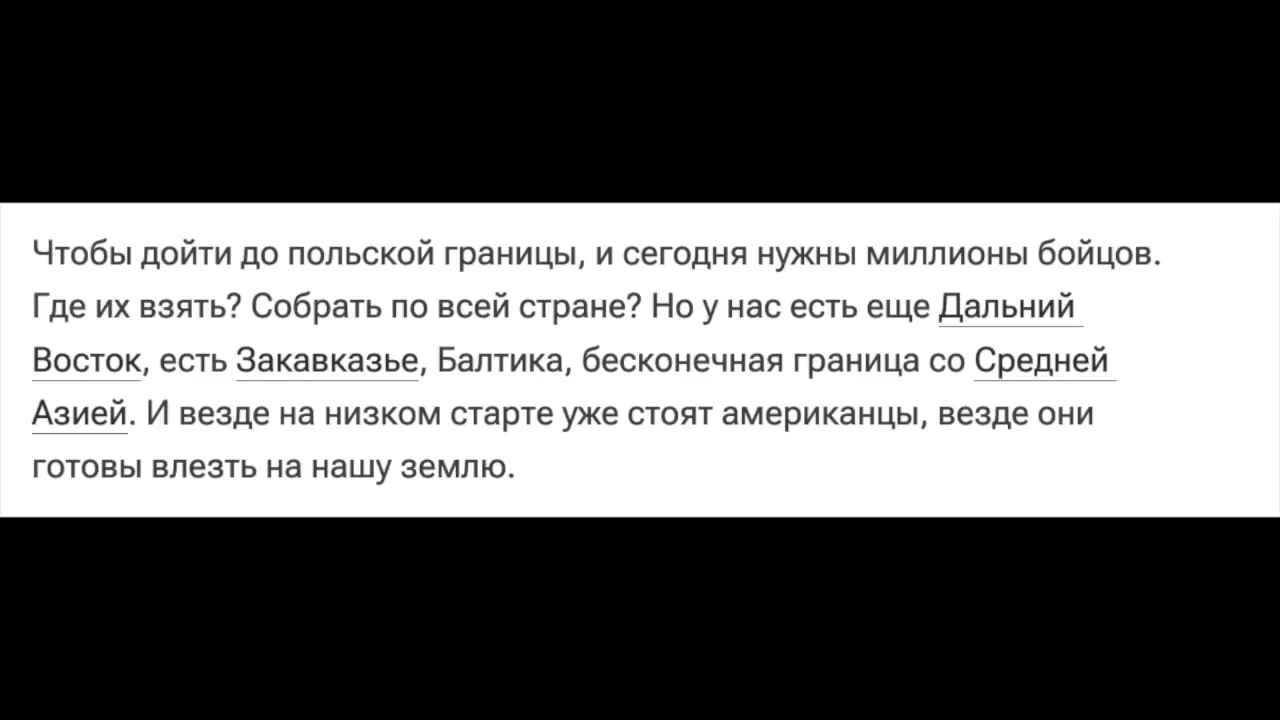 Чтобы дойти до польской границы, и сегодня нужны миллионы бойцов.
Где их взять? Собрать по всей стране? Но у нас есть еще Дальний
Восток, есть Закавказье, Балтика, бесконечная граница со Средней
Азией. И везде на низком старте уже стоят американцы, везде они
готовы влезть на нашу землю.